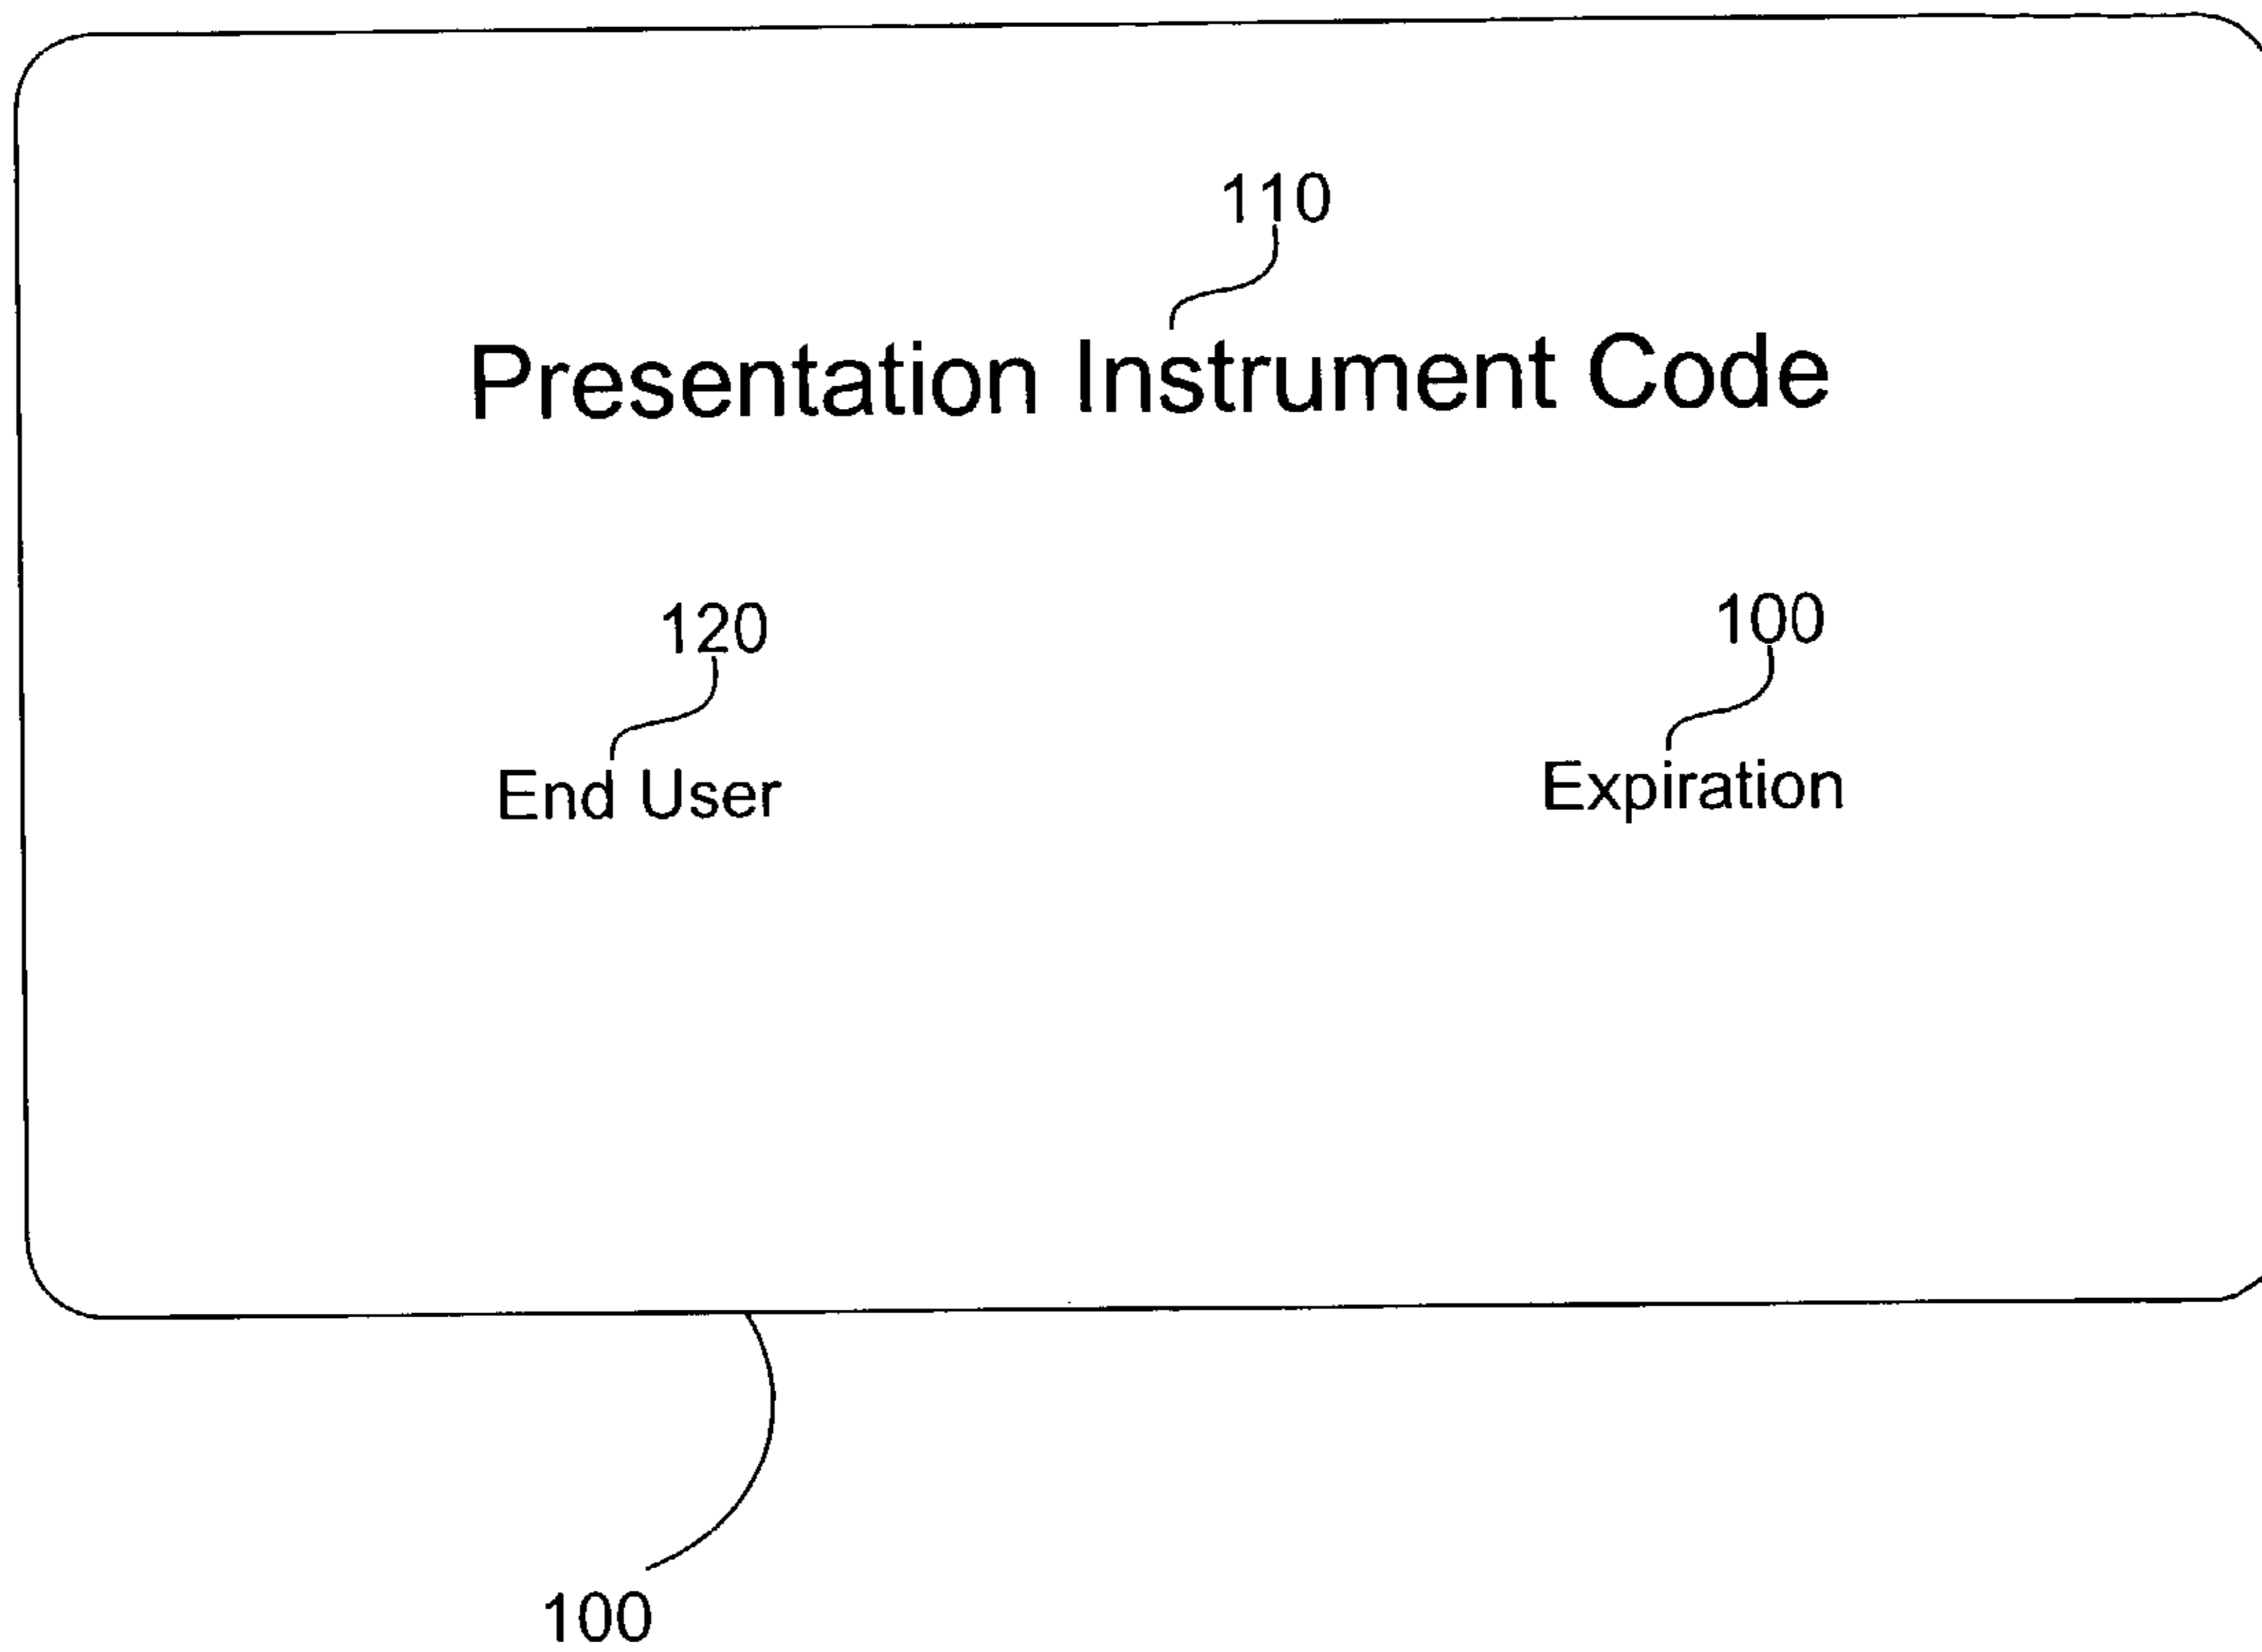 110
Presentation Instrument Code
120 100
End User Expiration
100